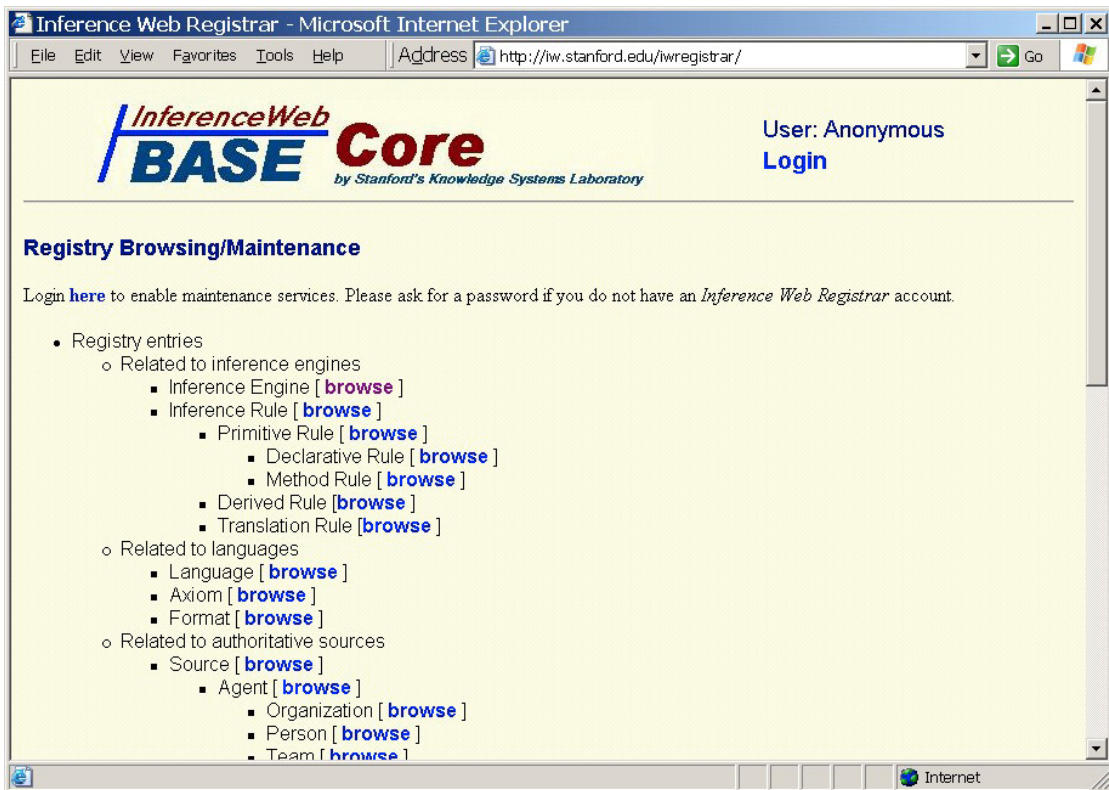 Inference Web Registrar - Microsoft Internet Explorer
File Edit View Favorites Tools Help Address http://iw.stanford.edu/iwregistrar/ Go
InferenceWeb
BASE Core
by Stanford's Knowledge Systems Laboratory
User: Anonymous
Login
Registry Browsing/Maintenance
Login here to enable maintenance services. Please ask for a password if you do not have an Inference Web Registrar account.
Registry entries
Related to inference engines
Inference Engine [ browse ]
Inference Rule [ browse ]
Primitive Rule [ browse ]
Declarative Rule [ browse ]
Method Rule [ browse ]
Derived Rule [browse ]
Translation Rule [browse ]
Related to languages
Language [ browse ]
Axiom [ browse ]
Format [ browse ]
Related to authoritative sources
Source [ browse ]
Agent [ browse ]
Organization [ browse ]
Person [ browse ]
Team [ browse ]
Internet